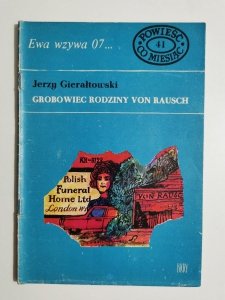 Ewa wzywa 07...
POWIEŚĆ
41
CO MIESIĄC
Jerzy Gierałtowski
GROBOWIEC RODZINY VON RAUSCH
Polish
Funeral
Home Ltd
London W.
VON RAUSCH